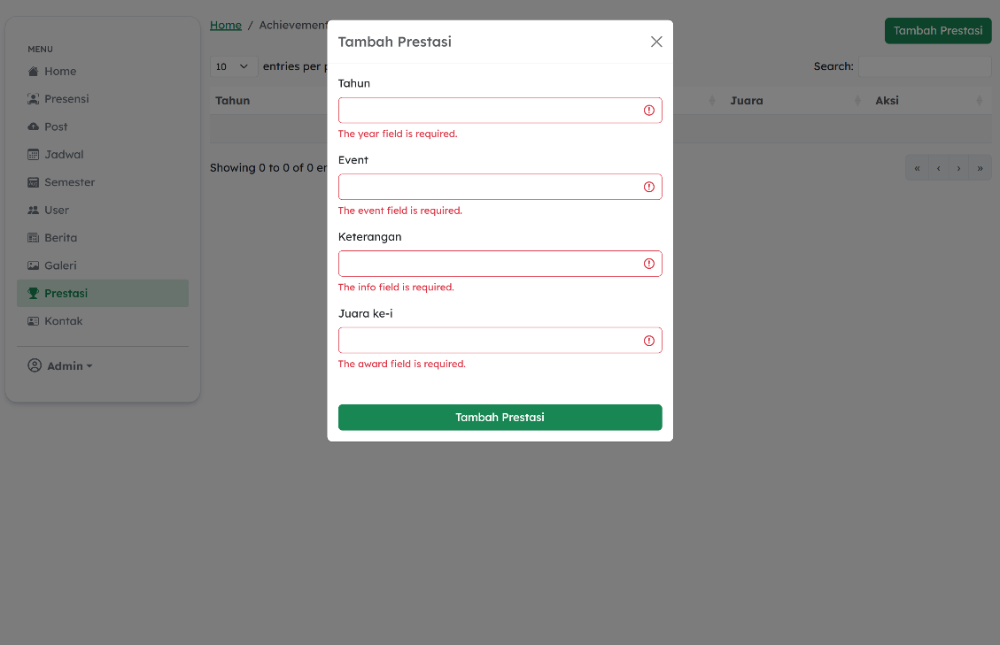 MENU
Home
Presensi
Post
Jadwal
Semester
User
Berita
Galeri
Prestasi
Kontak
Admin
Home / Achievement
Tambah Prestasi
10 entries per
Search:
Tahun Juara Aksi
Showing 0 to 0 of 0
« ‹ › »
Tambah Prestasi
Tahun
The year field is required.
Event
The event field is required.
Keterangan
The info field is required.
Juara ke-i
The award field is required.
Tambah Prestasi